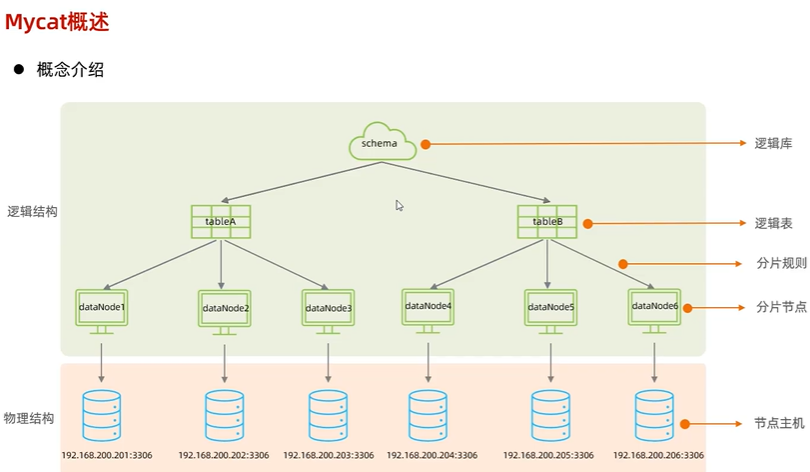 Mycat概述
● 概念介绍
schema
逻辑库
逻辑结构
tableA
tableB
逻辑表
分片规则
dataNode1
dataNode2
dataNode3
dataNode4
dataNode5
dataNode6
分片节点
物理结构
节点主机
192.168.200.201:3306
192.168.200.202:3306
192.168.200.203:3306
192.168.200.204:3306
192.168.200.205:3306
192.168.200.206:3306